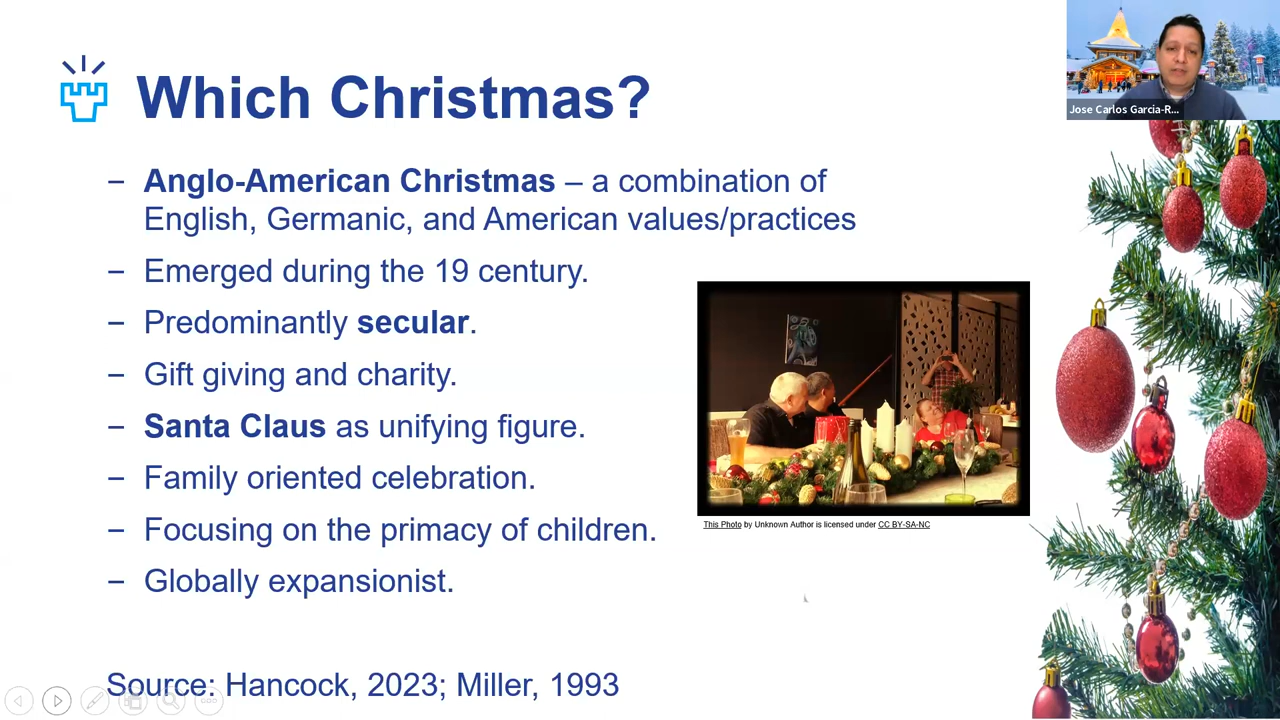 Which Christmas?
Jose Carlos Garcia-R...
– Anglo-American Christmas – a combination of
English, Germanic, and American values/practices
– Emerged during the 19 century.
– Predominantly secular.
– Gift giving and charity.
– Santa Claus as unifying figure.
– Family oriented celebration.
– Focusing on the primacy of children.
– Globally expansionist.
This Photo by Unknown Author is licensed under CC BY-SA-NC
Source: Hancock, 2023; Miller, 1993